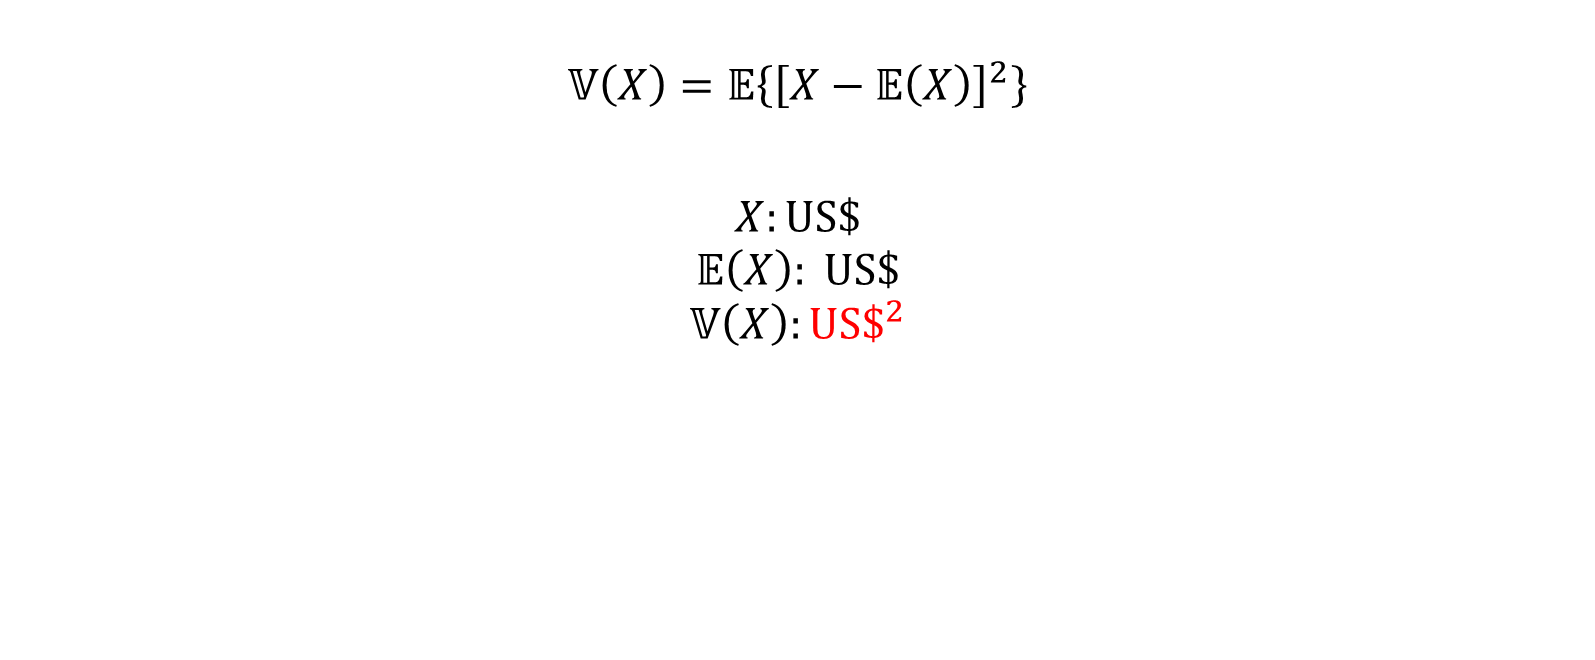 𝕍(𝑋) = 𝔼{[𝑋 − 𝔼(𝑋)]²}
𝑋: US$
𝔼(𝑋): US$
𝕍(𝑋): US$²